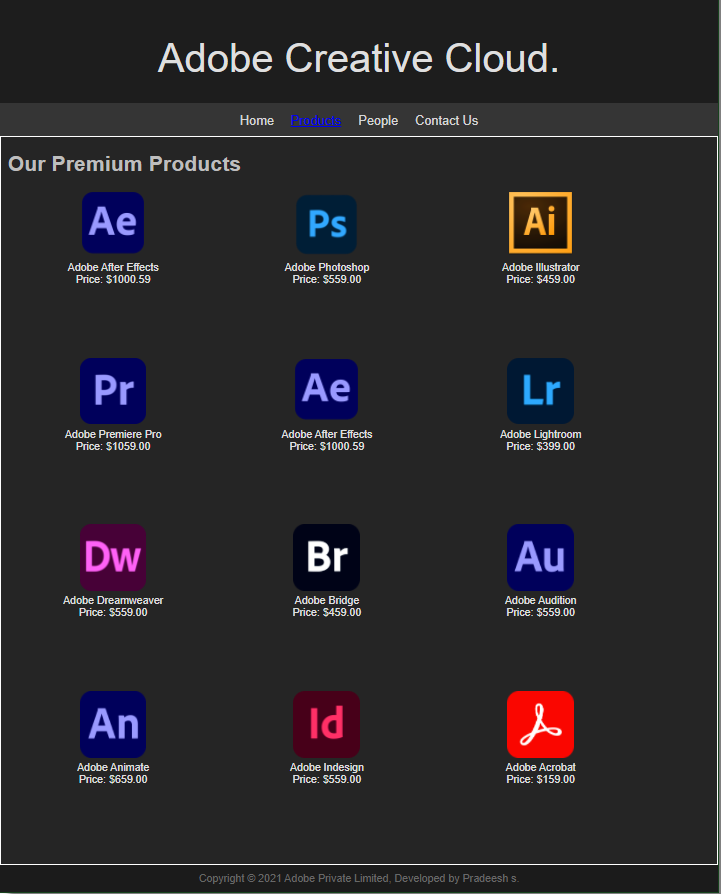 Adobe Creative Cloud.
Home Products People Contact Us
Our Premium Products
Ae Ps Ai
Adobe After Effects Adobe Photoshop Adobe Illustrator
Price: $1000.59 Price: $559.00 Price: $459.00
Pr Ae Lr
Adobe Premiere Pro Adobe After Effects Adobe Lightroom
Price: $1059.00 Price: $1000.59 Price: $399.00
Dw Br Au
Adobe Dreamweaver Adobe Bridge Adobe Audition
Price: $559.00 Price: $459.00 Price: $559.00
An Id
Adobe Animate Adobe Indesign Adobe Acrobat
Price: $659.00 Price: $559.00 Price: $159.00
Copyright © 2021 Adobe Private Limited, Developed by Pradeesh s.